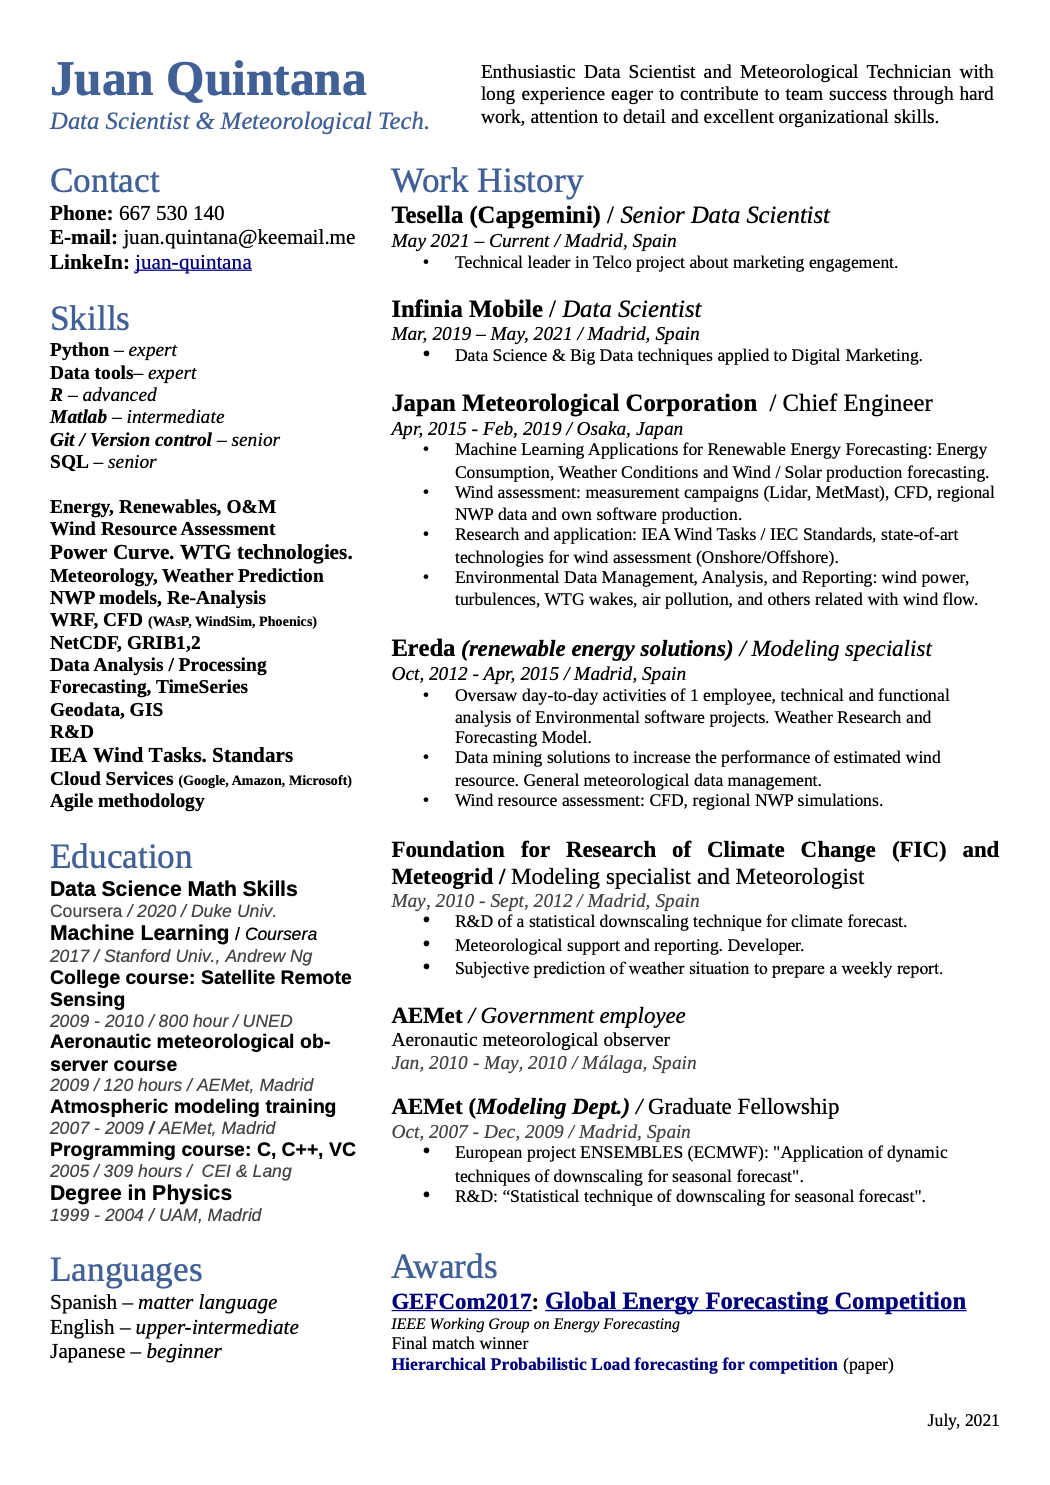 Juan Quintana
Data Scientist & Meteorological Tech.
Enthusiastic Data Scientist and Meteorological Technician with
long experience eager to contribute to team success through hard
work, attention to detail and excellent organizational skills.
Contact
Phone: 667 530 140
E-mail: juan.quintana@keemail.me
LinkeIn: juan-quintana
Skills
Python – expert
Data tools– expert
R – advanced
Matlab – intermediate
Git / Version control – senior
SQL – senior
Energy, Renewables, O&M
Wind Resource Assessment
Power Curve. WTG technologies.
Meteorology, Weather Prediction
NWP models, Re-Analysis
WRF, CFD (WAsP, WindSim, Phoenics)
NetCDF, GRIB1,2
Data Analysis / Processing
Forecasting, TimeSeries
Geodata, GIS
R&D
IEA Wind Tasks. Standars
Cloud Services (Google, Amazon, Microsoft)
Agile methodology
Education
Data Science Math Skills
Coursera / 2020 / Duke Univ.
Machine Learning / Coursera
2017 / Stanford Univ., Andrew Ng
College course: Satellite Remote
Sensing
2009 - 2010 / 800 hour / UNED
Aeronautic meteorological ob-
server course
2009 / 120 hours / AEMet, Madrid
Atmospheric modeling training
2007 - 2009 / AEMet, Madrid
Programming course: C, C++, VC
2005 / 309 hours /  CEI & Lang
Degree in Physics
1999 - 2004 / UAM, Madrid
Languages
Spanish – matter language
English – upper-intermediate
Japanese – beginner
Work History
Tesella (Capgemini) / Senior Data Scientist
May 2021 – Current / Madrid, Spain
• Technical leader in Telco project about marketing engagement.
Infinia Mobile / Data Scientist
Mar, 2019 – May, 2021 / Madrid, Spain
• Data Science & Big Data techniques applied to Digital Marketing.
Japan Meteorological Corporation  / Chief Engineer
Apr, 2015 - Feb, 2019 / Osaka, Japan
• Machine Learning Applications for Renewable Energy Forecasting: Energy
Consumption, Weather Conditions and Wind / Solar production forecasting.
• Wind assessment: measurement campaigns (Lidar, MetMast), CFD, regional
NWP data and own software production.
• Research and application: IEA Wind Tasks / IEC Standards, state-of-art
technologies for wind assessment (Onshore/Offshore).
• Environmental Data Management, Analysis, and Reporting: wind power,
turbulences, WTG wakes, air pollution, and others related with wind flow.
Ereda (renewable energy solutions) / Modeling specialist
Oct, 2012 - Apr, 2015 / Madrid, Spain
• Oversaw day-to-day activities of 1 employee, technical and functional
analysis of Environmental software projects. Weather Research and
Forecasting Model.
• Data mining solutions to increase the performance of estimated wind
resource. General meteorological data management.
• Wind resource assessment: CFD, regional NWP simulations.
Foundation for Research of Climate Change (FIC) and
Meteogrid / Modeling specialist and Meteorologist
May, 2010 - Sept, 2012 / Madrid, Spain
• R&D of a statistical downscaling technique for climate forecast.
• Meteorological support and reporting. Developer.
• Subjective prediction of weather situation to prepare a weekly report.
AEMet / Government employee
Aeronautic meteorological observer
Jan, 2010 - May, 2010 / Málaga, Spain
AEMet (Modeling Dept.) / Graduate Fellowship
Oct, 2007 - Dec, 2009 / Madrid, Spain
• European project ENSEMBLES (ECMWF): "Application of dynamic
techniques of downscaling for seasonal forecast".
• R&D: “Statistical technique of downscaling for seasonal forecast".
Awards
GEFCom2017: Global Energy Forecasting Competition
IEEE Working Group on Energy Forecasting
Final match winner
Hierarchical Probabilistic Load forecasting for competition (paper)
July, 2021